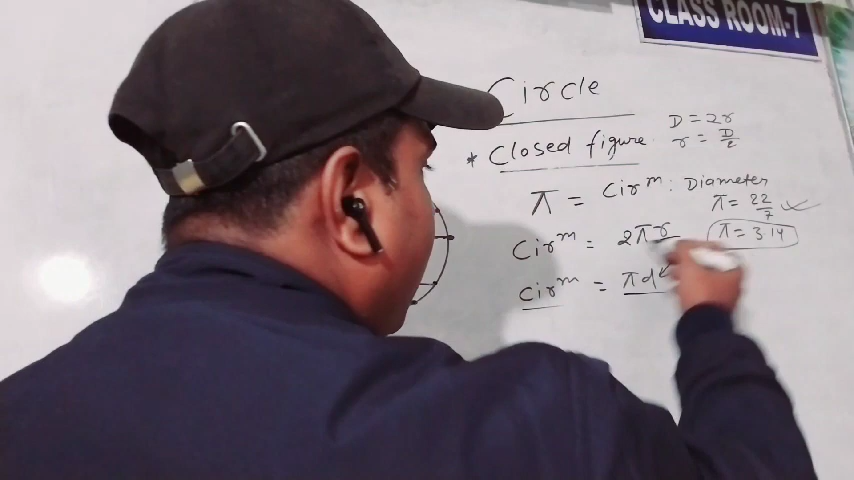 CLASS ROOM-7
Circle
D = 2r
r = D/2
* Closed figure.
π = Cirᵐ : Diameter
π = 22/7
Cirᵐ = 2πr
π = 3.14
Cirᵐ = πd